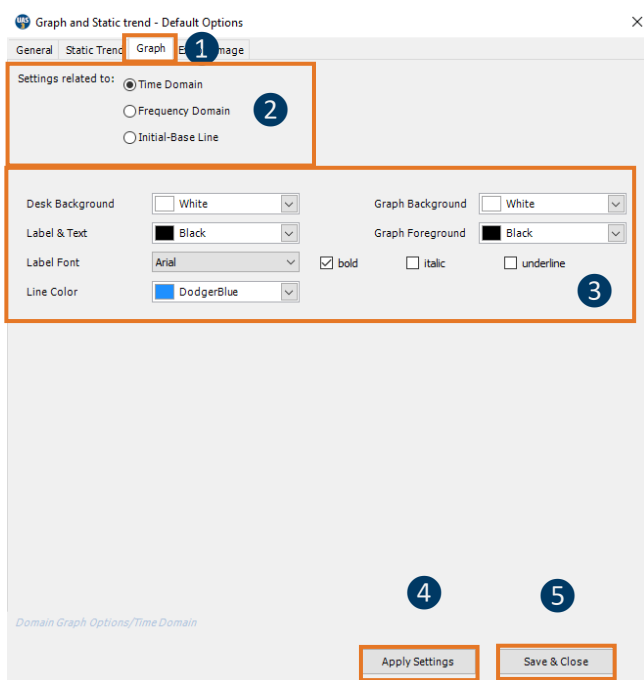 UAS Graph and Static trend - Default Options
General Static Trend Graph 1 mage
Settings related to: Time Domain
Frequency Domain
2
Initial-Base Line
Desk Background White Graph Background White
Label & Text Black Graph Foreground Black
Label Font Arial bold italic underline
Line Color DodgerBlue
3
4 5
Domain Graph Options/Time Domain
Apply Settings Save & Close